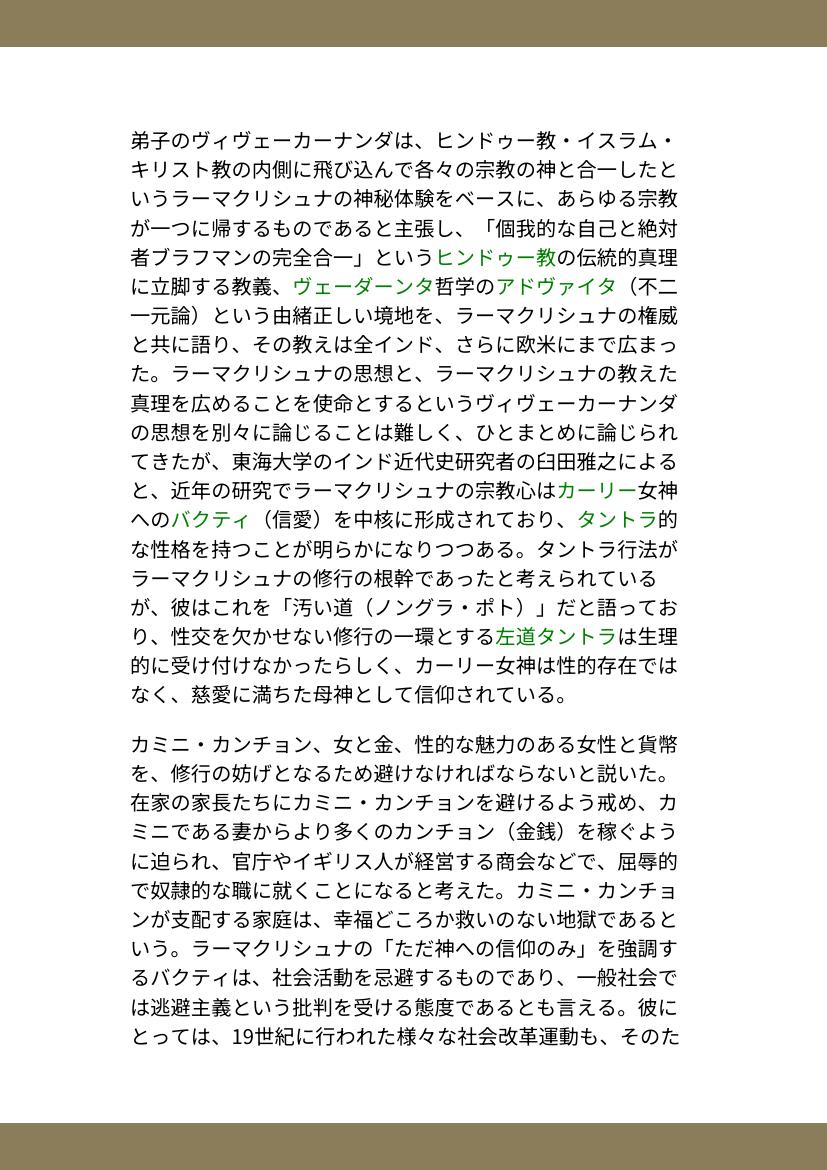 弟子のヴィヴェーカーナンダは、ヒンドゥー教・イスラム・
キリスト教の内側に飛び込んで各々の宗教の神と合一したと
いうラーマクリシュナの神秘体験をベースに、あらゆる宗教
が一つに帰するものであると主張し、「個我的な自己と絶対
者ブラフマンの完全合一」というヒンドゥー教の伝統的真理
に立脚する教義、ヴェーダーンタ哲学のアドヴァイタ（不二
一元論）という由緒正しい境地を、ラーマクリシュナの権威
と共に語り、その教えは全インド、さらに欧米にまで広まっ
た。ラーマクリシュナの思想と、ラーマクリシュナの教えた
真理を広めることを使命とするというヴィヴェーカーナンダ
の思想を別々に論じることは難しく、ひとまとめに論じられ
てきたが、東海大学のインド近代史研究者の臼田雅之による
と、近年の研究でラーマクリシュナの宗教心はカーリー女神
へのバクティ（信愛）を中核に形成されており、タントラ的
な性格を持つことが明らかになりつつある。タントラ行法が
ラーマクリシュナの修行の根幹であったと考えられている
が、彼はこれを「汚い道（ノングラ・ポト）」だと語ってお
り、性交を欠かせない修行の一環とする左道タントラは生理
的に受け付けなかったらしく、カーリー女神は性的存在では
なく、慈愛に満ちた母神として信仰されている。
カミニ・カンチョン、女と金、性的な魅力のある女性と貨幣
を、修行の妨げとなるため避けなければならないと説いた。
在家の家長たちにカミニ・カンチョンを避けるよう戒め、カ
ミニである妻からより多くのカンチョン（金銭）を稼ぐよう
に迫られ、官庁やイギリス人が経営する商会などで、屈辱的
で奴隷的な職に就くことになると考えた。カミニ・カンチョ
ンが支配する家庭は、幸福どころか救いのない地獄であると
いう。ラーマクリシュナの「ただ神への信仰のみ」を強調す
るバクティは、社会活動を忌避するものであり、一般社会で
は逃避主義という批判を受ける態度であるとも言える。彼に
とっては、19世紀に行われた様々な社会改革運動も、そのた